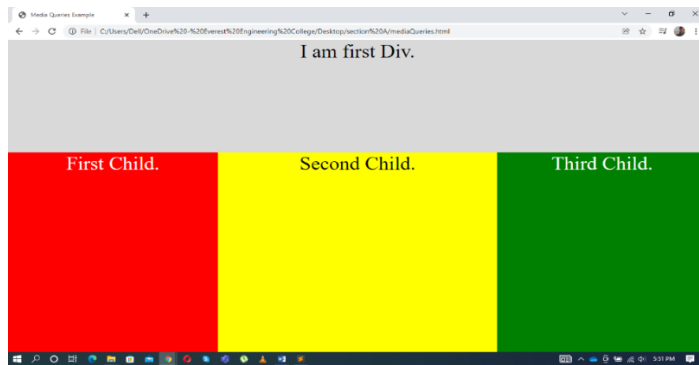 Media Queries Example
File | C:/Users/Dell/OneDrive%20-%20Everest%20Engineering%20College/Desktop/section%20A/mediaQueries.html
I am first Div.
First Child.
Second Child.
Third Child.
5:51 PM